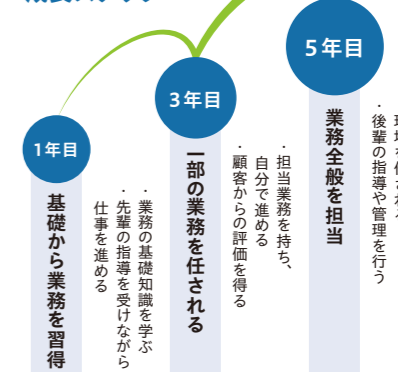 1年目
基礎から業務を習得
・業務の基礎知識を学ぶ
・先輩の指導を受けながら
仕事を進める
3年目
一部の業務を任される
・担当業務を持ち、
自分で進める
・顧客からの評価を得る
5年目
業務全般を担当
・後輩の指導や管理を行う